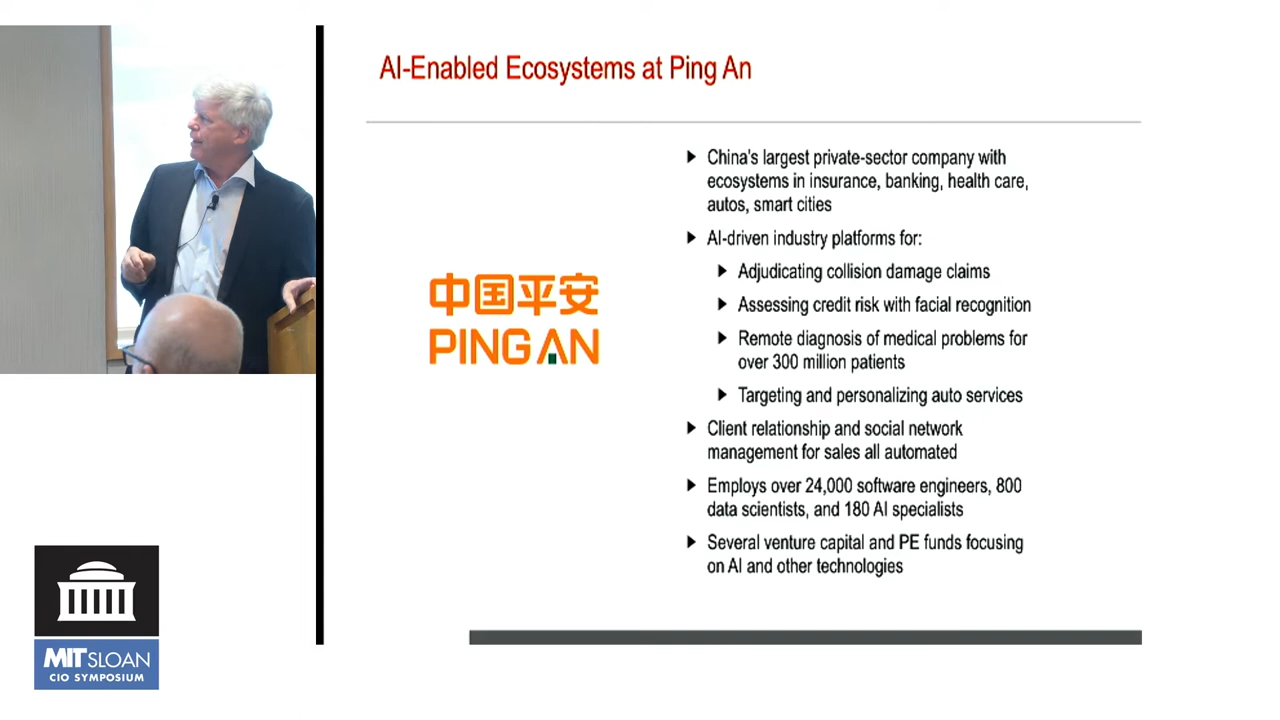 AI-Enabled Ecosystems at Ping An
China's largest private-sector company with
ecosystems in insurance, banking, health care,
autos, smart cities
AI-driven industry platforms for:
Adjudicating collision damage claims
Assessing credit risk with facial recognition
Remote diagnosis of medical problems for
over 300 million patients
Targeting and personalizing auto services
Client relationship and social network
management for sales all automated
Employs over 24,000 software engineers, 800
data scientists, and 180 AI specialists
Several venture capital and PE funds focusing
on AI and other technologies
中国平安
PING AN
MIT SLOAN
CIO SYMPOSIUM